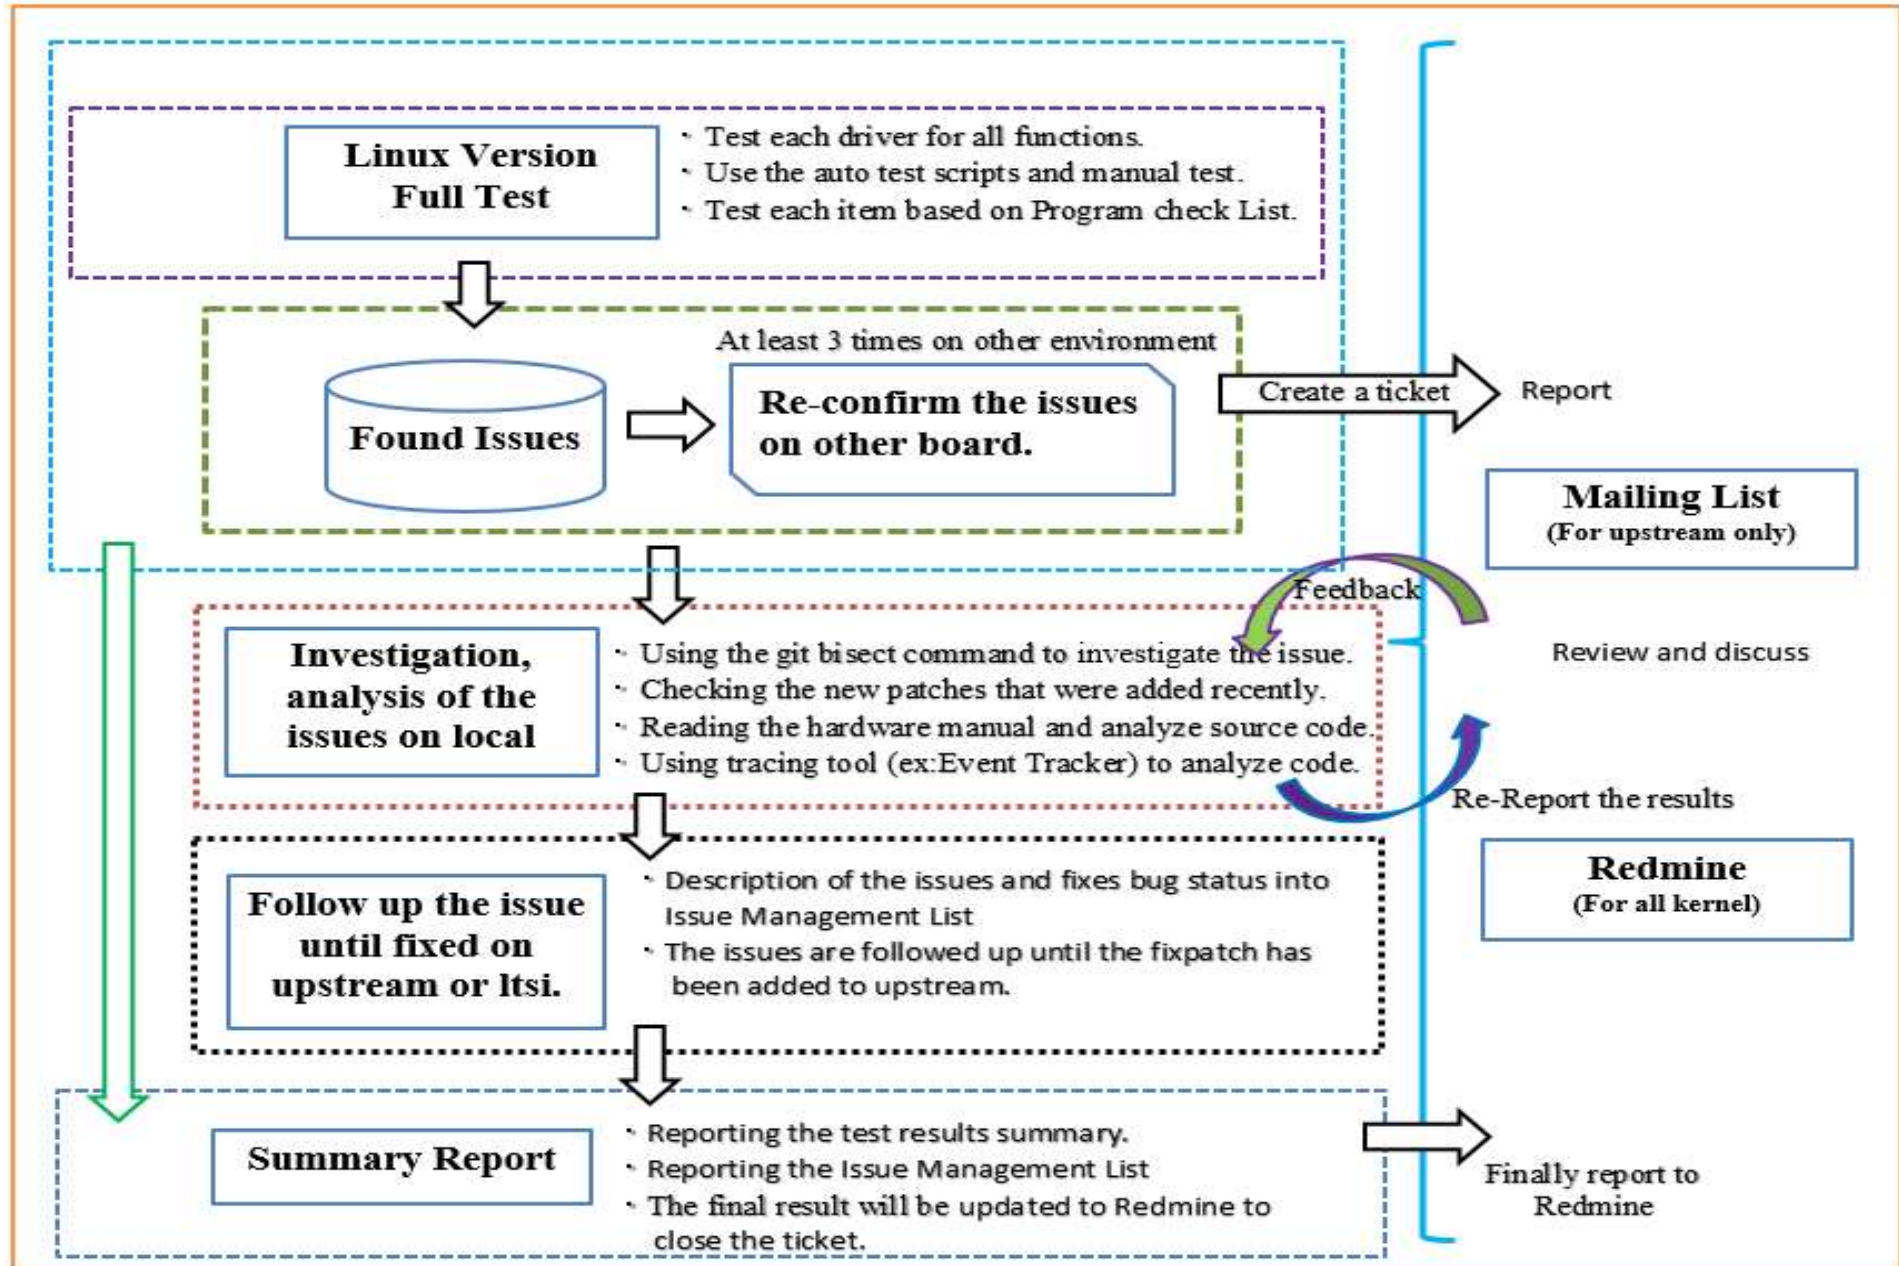 Linux Version
Full Test
· Test each driver for all functions.
· Use the auto test scripts and manual test.
· Test each item based on Program check List.
At least 3 times on other environment
Found Issues
Re-confirm the issues
on other board.
Create a ticket
Report
Mailing List
(For upstream only)
Feedback
Investigation,
analysis of the
issues on local
· Using the git bisect command to investigate the issue.
· Checking the new patches that were added recently.
· Reading the hardware manual and analyze source code.
· Using tracing tool (ex:Event Tracker) to analyze code.
Review and discuss
Re-Report the results
Redmine
(For all kernel)
Follow up the issue
until fixed on
upstream or ltsi.
· Description of the issues and fixes bug status into
Issue Management List
· The issues are followed up until the fixpatch has
been added to upstream.
Summary Report
· Reporting the test results summary.
· Reporting the Issue Management List
· The final result will be updated to Redmine to
close the ticket.
Finally report to
Redmine